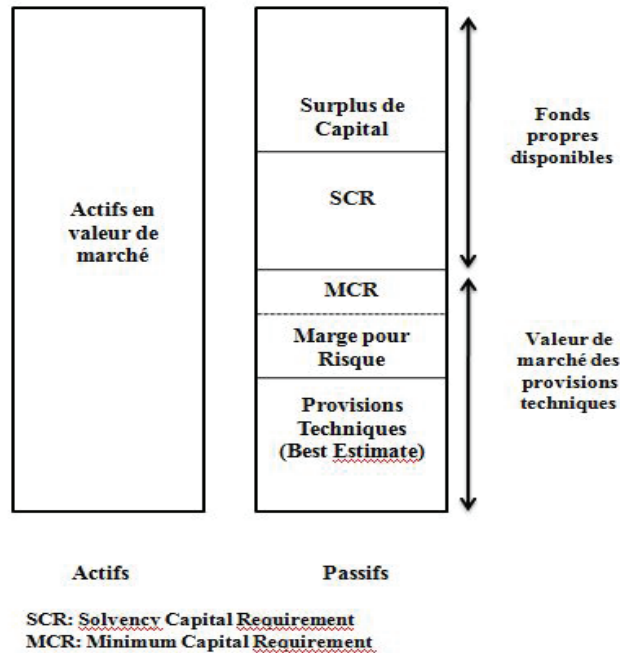 Actifs en
valeur de
marché
Surplus de
Capital
SCR
MCR
Marge pour
Risque
Provisions
Techniques
(Best Estimate)
Fonds
propres
disponibles
Valeur de
marché des
provisions
techniques
Actifs
Passifs
SCR: Solvency Capital Requirement
MCR: Minimum Capital Requirement